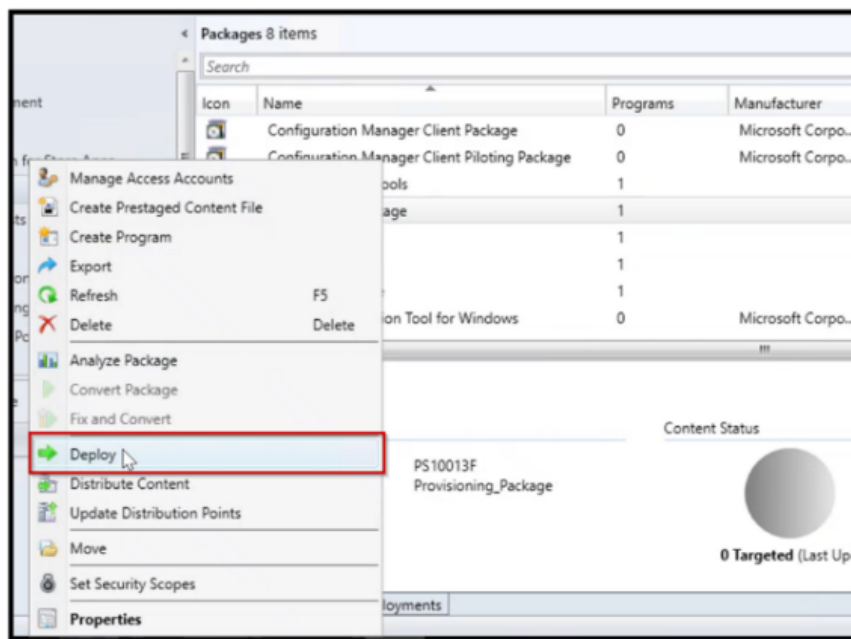 Packages 8 items
Search
Icon Name Programs Manufacturer
Configuration Manager Client Package 0 Microsoft Corpo...
Configuration Manager Client Piloting Package 0 Microsoft Corpo...
ools 1
age 1
1
1
1
ion Tool for Windows 0 Microsoft Corpo...
Manage Access Accounts
Create Prestaged Content File
Create Program
Export
Refresh F5
Delete Delete
Analyze Package
Convert Package
Fix and Convert
Deploy
Distribute Content
Update Distribution Points
Move
Set Security Scopes
Properties
Content Status
PS10013F
Provisioning_Package
0 Targeted (Last Up
loyments